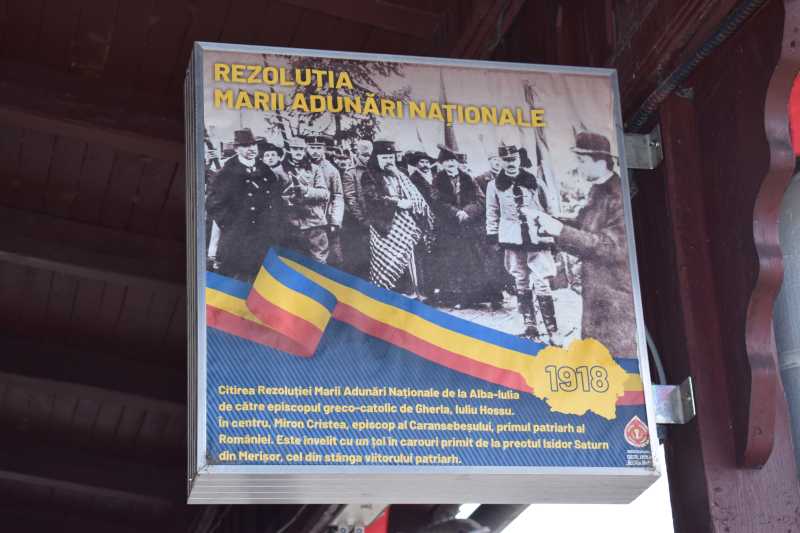 REZOLUȚIA
MARII ADUNĂRI NAȚIONALE
1918
Citirea Rezoluției Marii Adunări Naționale de la Alba-Iulia
de către episcopul greco-catolic de Gherla, Iuliu Hossu.
În centru, Miron Cristea, episcop al Caransebeșului, primul patriarh al
României. Este învelit cu un țol în carouri primit de la preotul Isidor Saturn
din Merișor, cel din stânga viitorului patriarh.